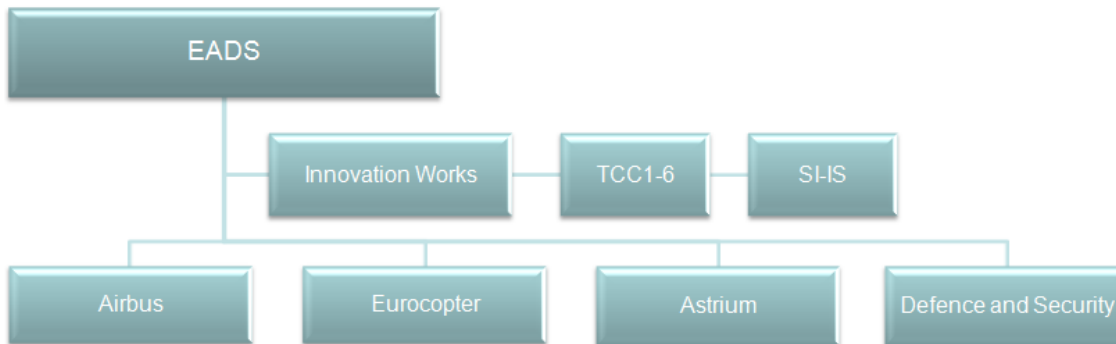 EADS
Innovation Works
TCC1-6
SI-IS
Airbus
Eurocopter
Astrium
Defence and Security